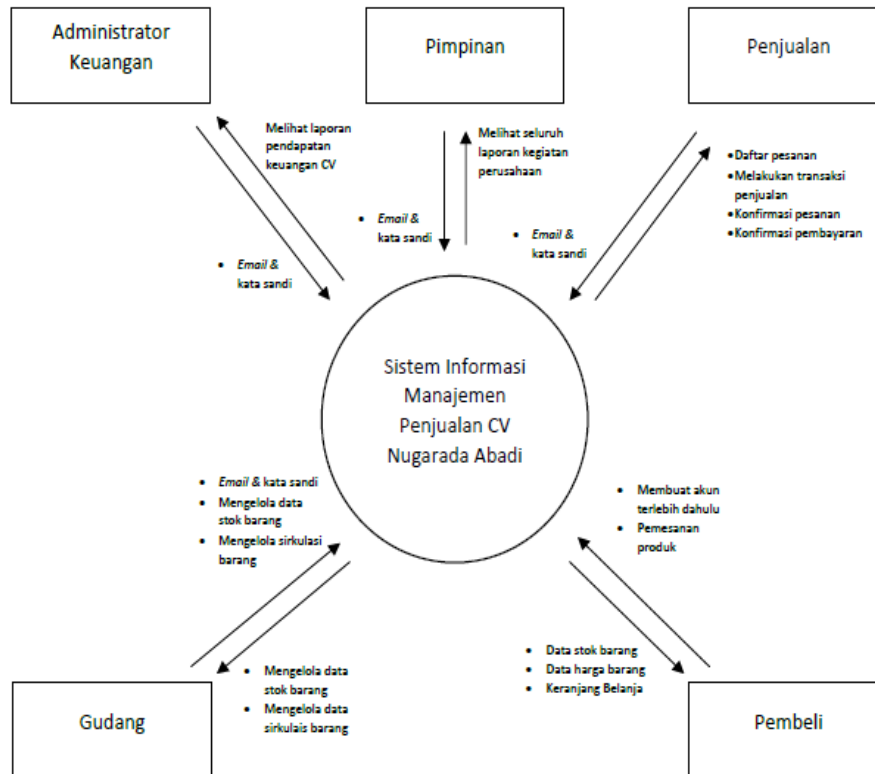 Administrator
Keuangan
Pimpinan
Penjualan
Melihat laporan
pendapatan
keuangan CV
• Email &
kata sandi
Melihat seluruh
laporan kegiatan
perusahaan
• Email &
kata sandi
• Daftar pesanan
• Melakukan transaksi
penjualan
• Konfirmasi pesanan
• Konfirmasi pembayaran
• Email &
kata sandi
Sistem Informasi
Manajemen
Penjualan CV
Nugarada Abadi
• Email & kata sandi
• Mengelola data
stok barang
• Mengelola sirkulasi
barang
• Membuat akun
terlebih dahulu
• Pemesanan
produk
• Mengelola data
stok barang
• Mengelola data
sirkulais barang
• Data stok barang
• Data harga barang
• Keranjang Belanja
Gudang
Pembeli